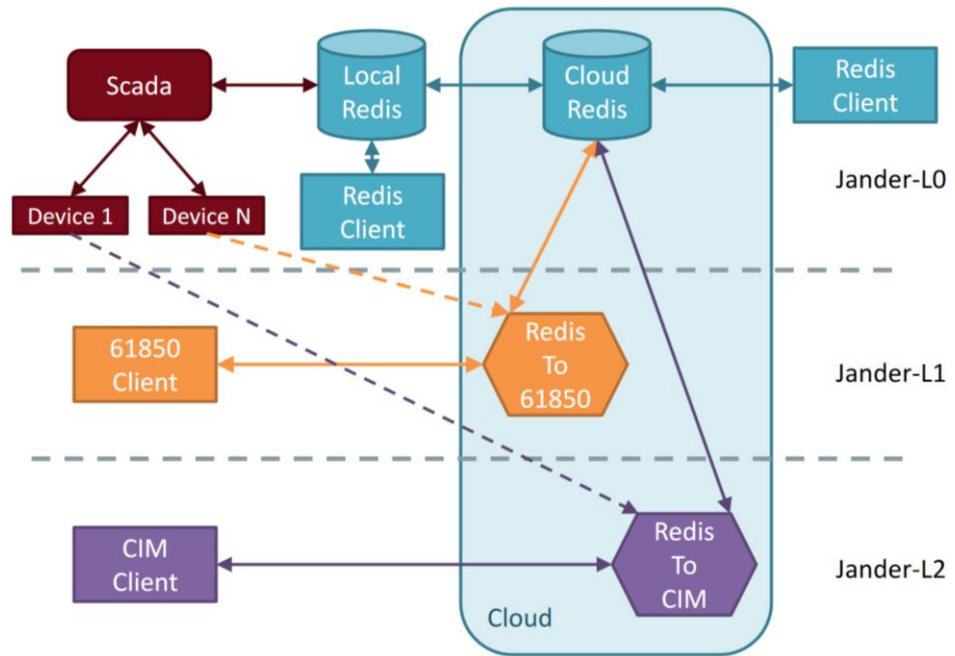 Scada
Local
Redis
Cloud
Redis
Redis
Client
Device 1
Device N
Redis
Client
Jander-L0
61850
Client
Redis
To
61850
Jander-L1
CIM
Client
Redis
To
CIM
Jander-L2
Cloud